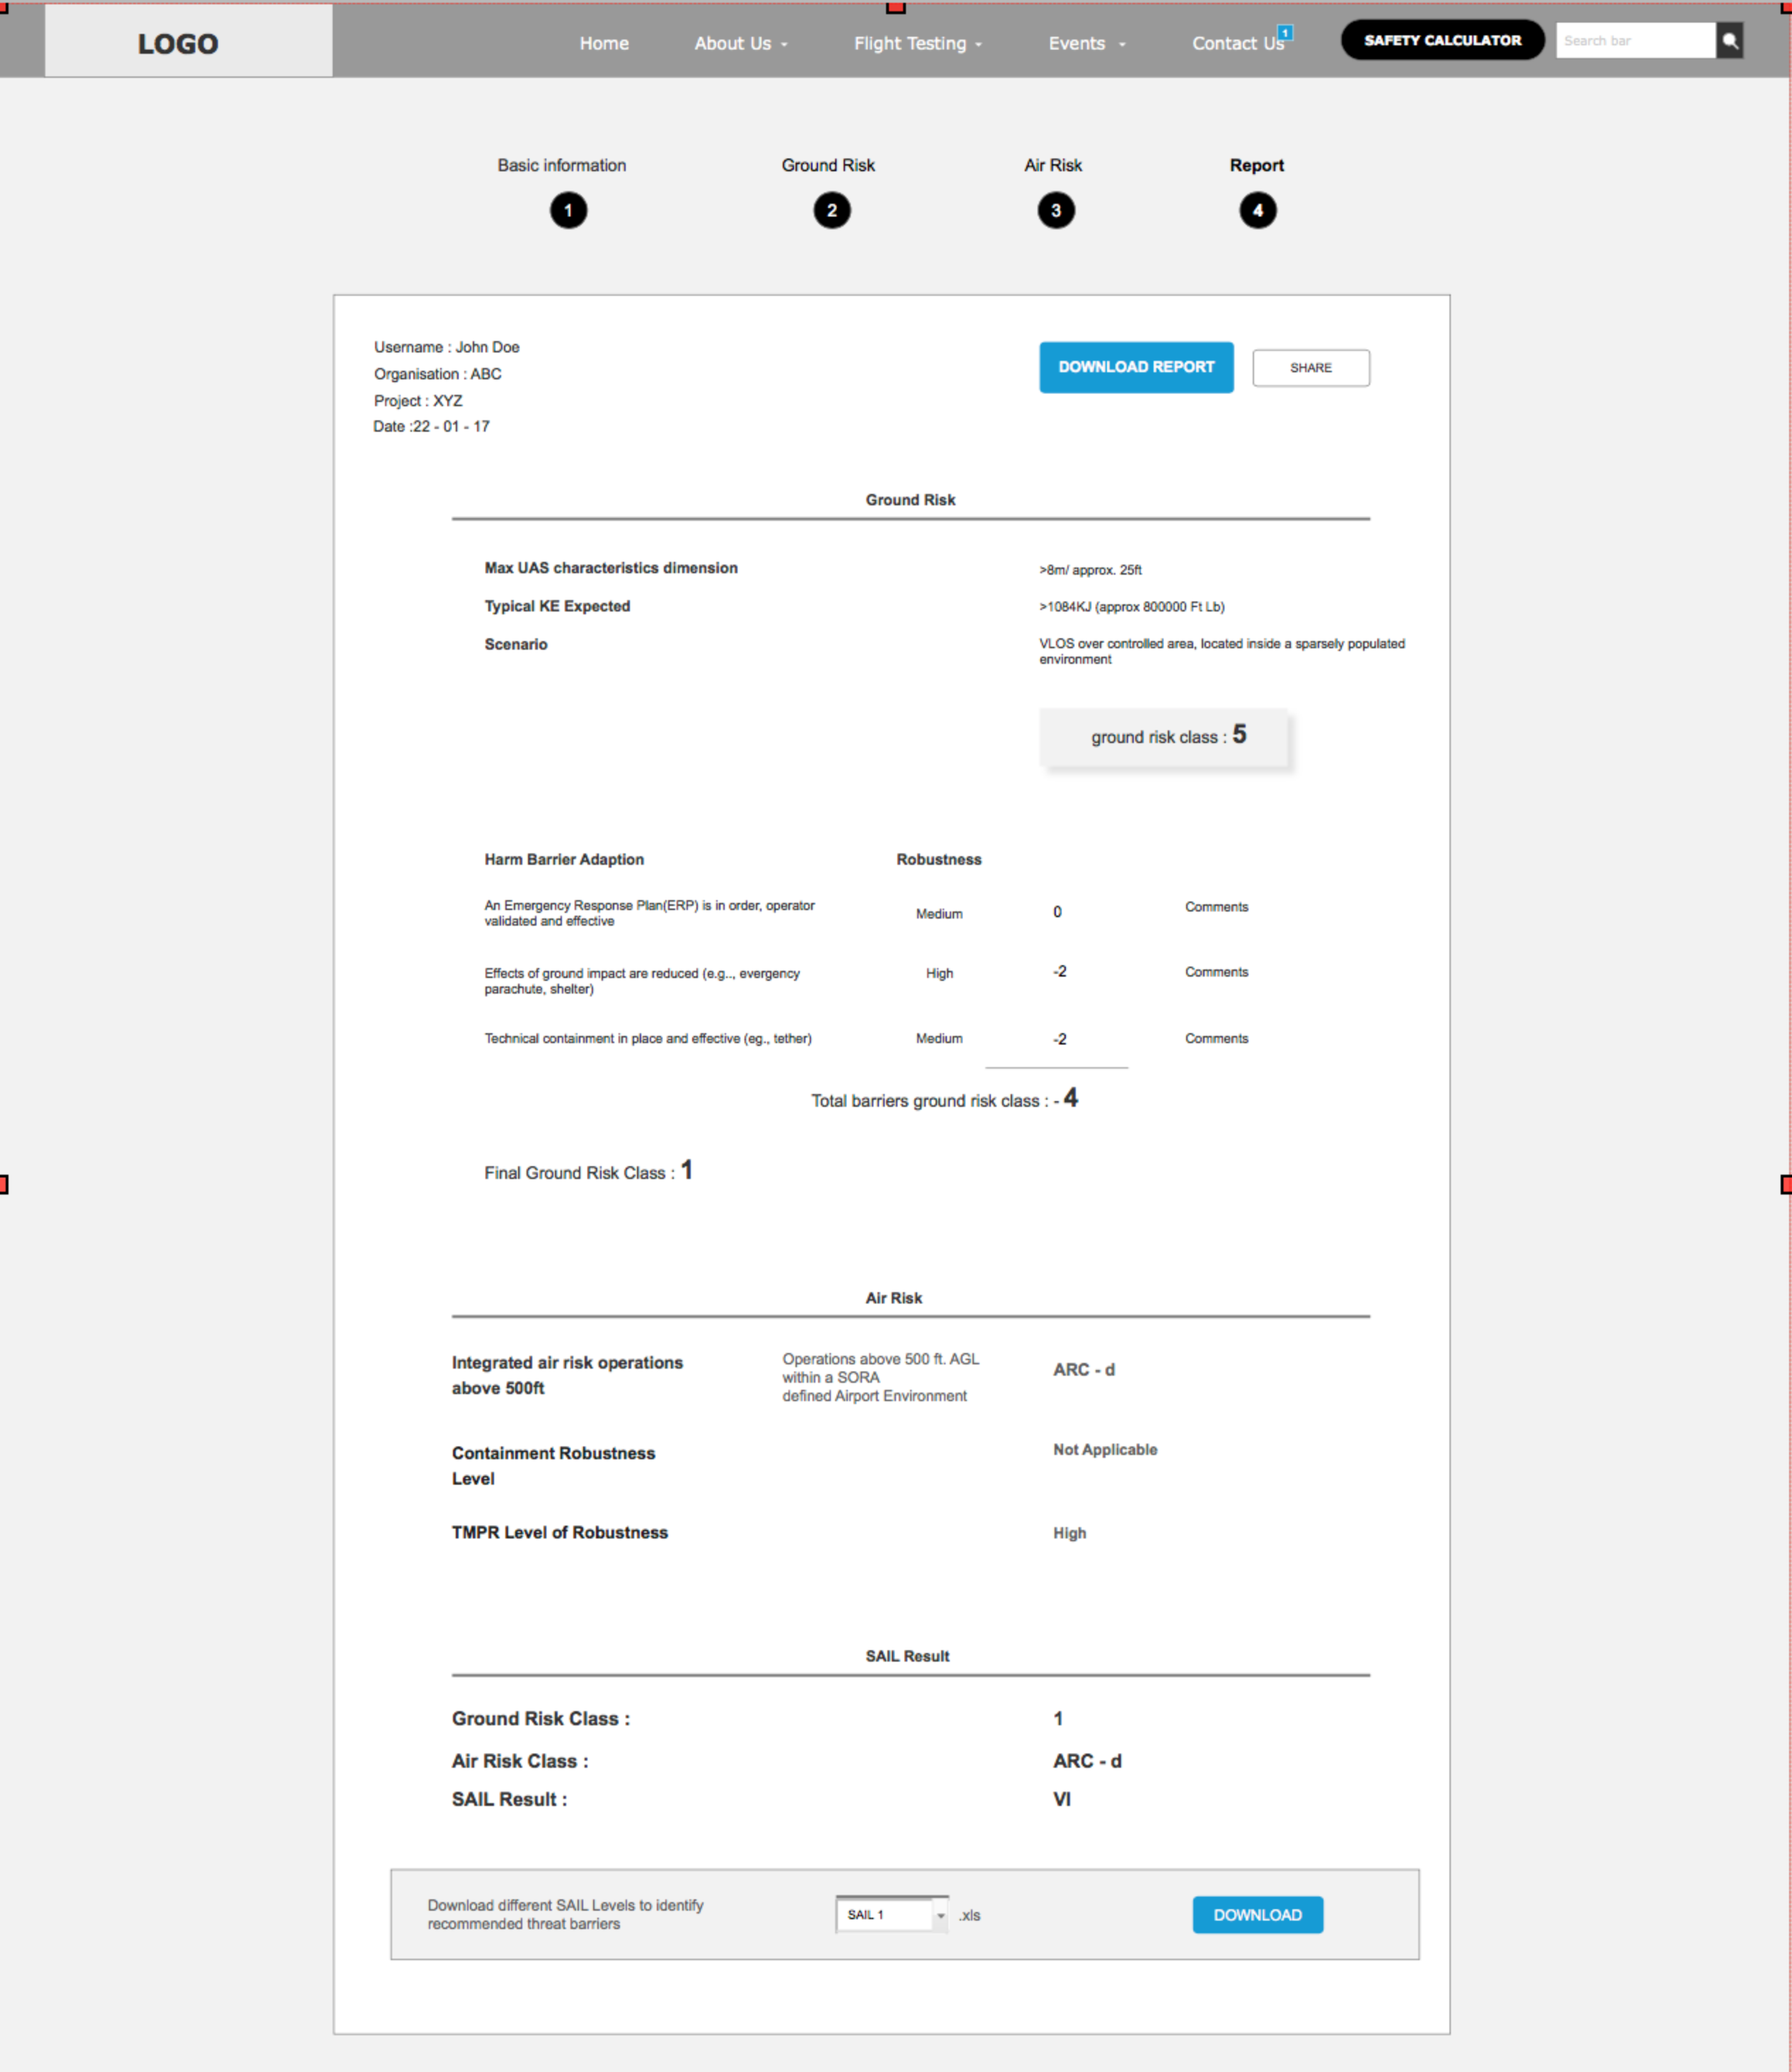 LOGO
Home
About Us
Flight Testing
Events
Contact Us
1
SAFETY CALCULATOR
Search bar
Basic information
Ground Risk
Air Risk
Report
1
2
3
4
Username : John Doe
Organisation : ABC
Project : XYZ
Date :22 - 01 - 17
DOWNLOAD REPORT
SHARE
Ground Risk
Max UAS characteristics dimension
>8m/ approx. 25ft
Typical KE Expected
>1084KJ (approx 800000 Ft Lb)
Scenario
VLOS over controlled area, located inside a sparsely populated
environment
ground risk class : 5
Harm Barrier Adaption
Robustness
An Emergency Response Plan(ERP) is in order, operator
validated and effective
Medium
0
Comments
Effects of ground impact are reduced (e.g.., evergency
parachute, shelter)
High
-2
Comments
Technical containment in place and effective (eg., tether)
Medium
-2
Comments
Total barriers ground risk class : - 4
Final Ground Risk Class : 1
Air Risk
Integrated air risk operations
above 500ft
Operations above 500 ft. AGL
within a SORA
defined Airport Environment
ARC - d
Containment Robustness
Level
Not Applicable
TMPR Level of Robustness
High
SAIL Result
Ground Risk Class :
1
Air Risk Class :
ARC - d
SAIL Result :
VI
Download different SAIL Levels to identify
recommended threat barriers
SAIL 1
.xls
DOWNLOAD